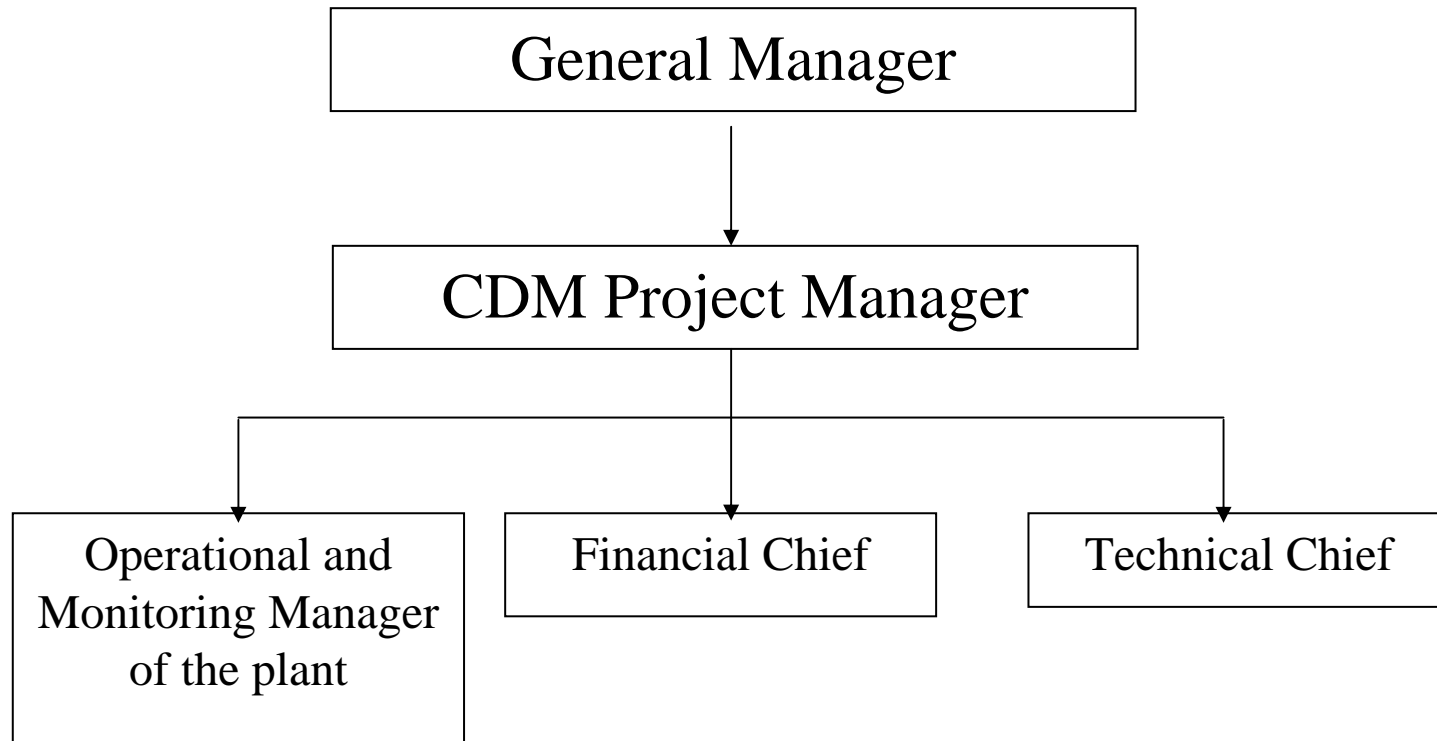 General Manager
CDM Project Manager
Operational and
Monitoring Manager
of the plant
Financial Chief
Technical Chief